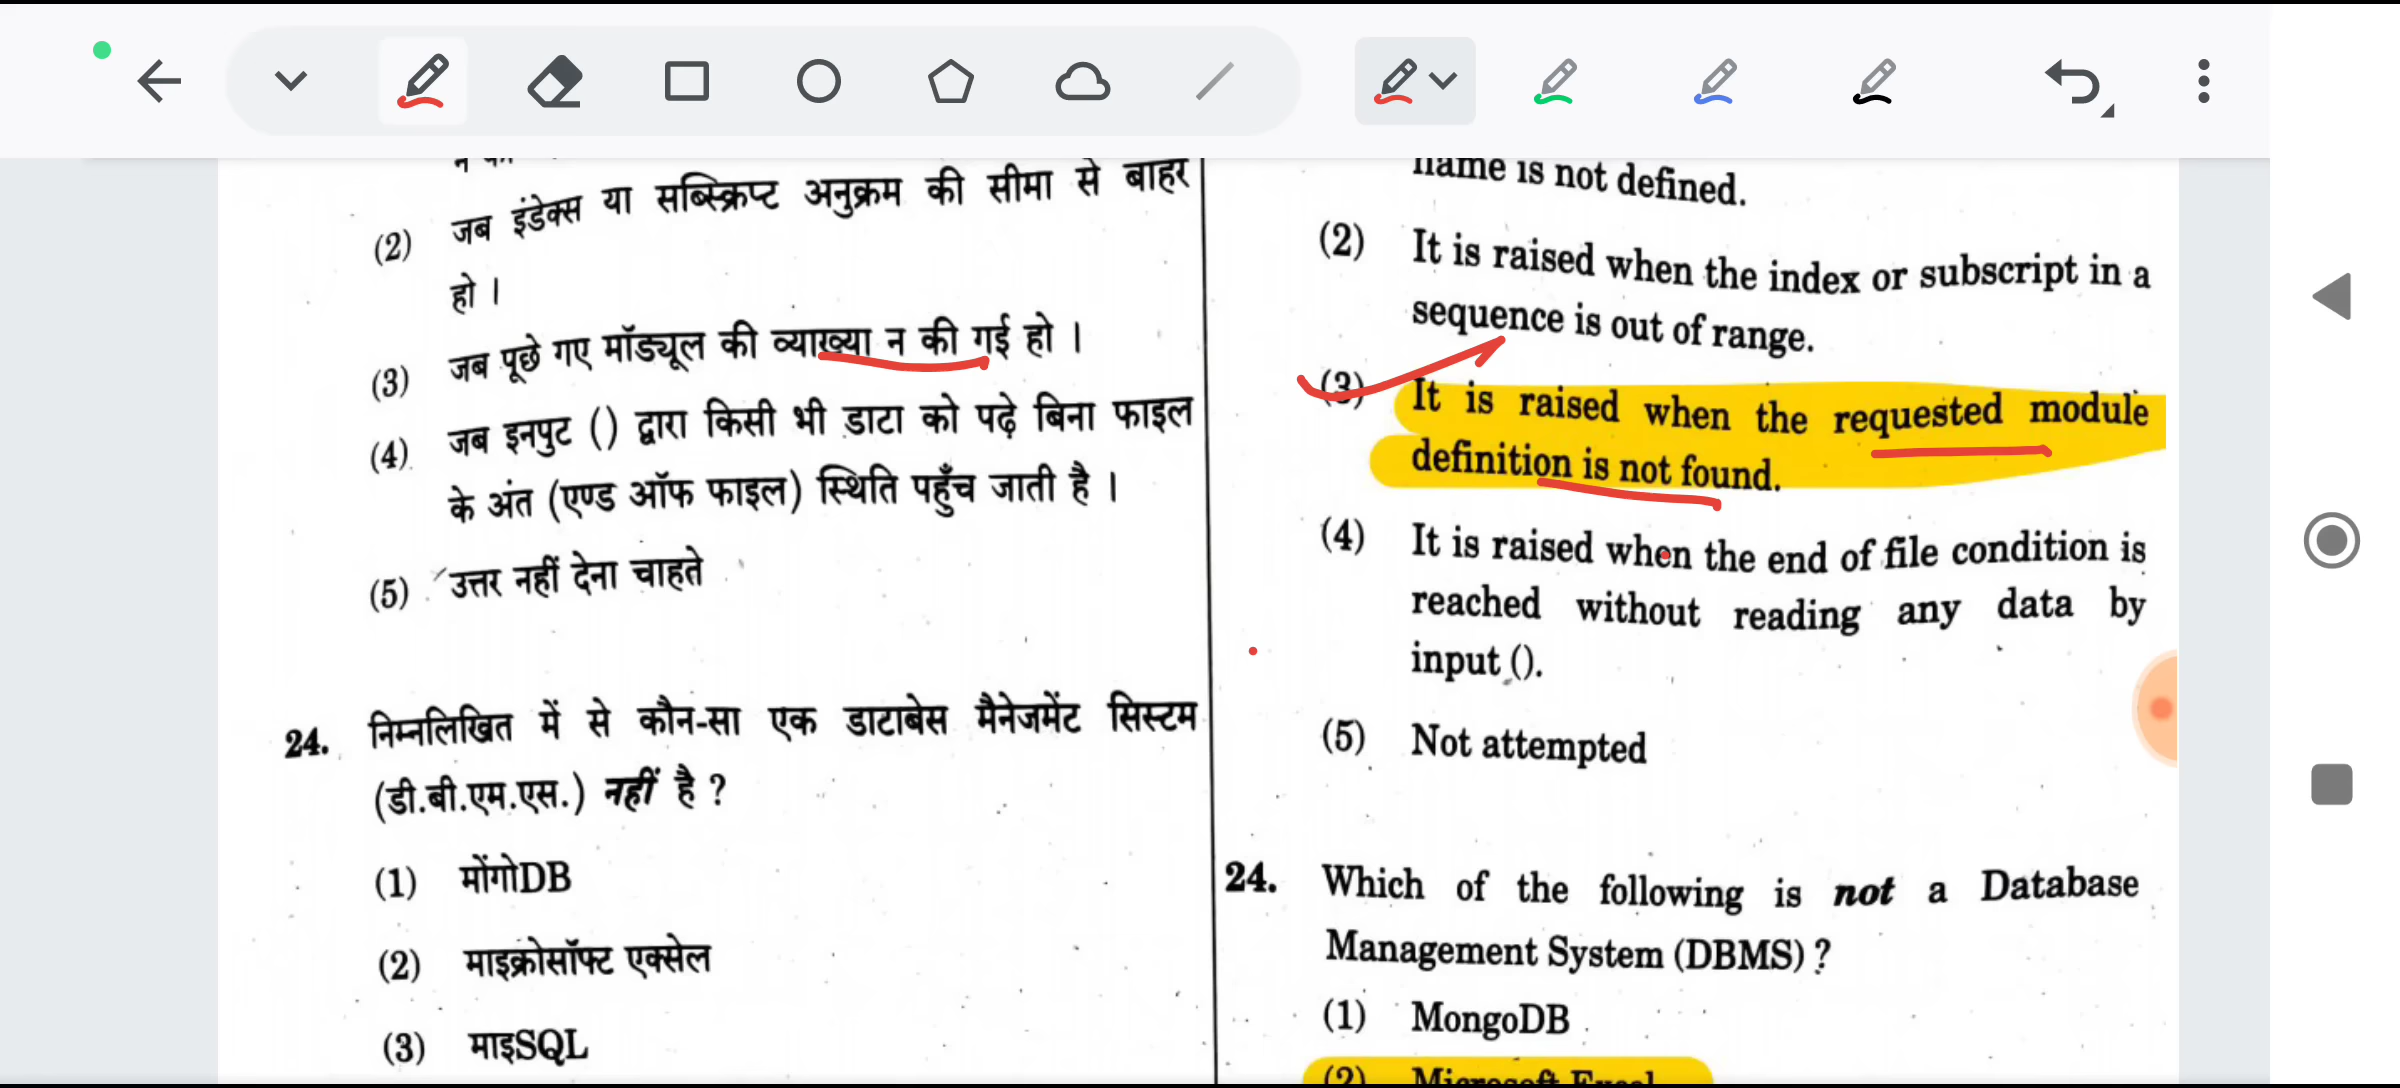 (2) जब इंडेक्स या सब्स्क्रिप्ट अनुक्रम की सीमा से बाहर
हो ।
(3) जब पूछे गए मॉड्यूल की व्याख्या न की गई हो ।
(4) जब इनपुट () द्वारा किसी भी डाटा को पढ़े बिना फाइल
के अंत (एण्ड ऑफ फाइल) स्थिति पहुँच जाती है ।
(5) उत्तर नहीं देना चाहते
24. निम्नलिखित में से कौन-सा एक डाटाबेस मैनेजमेंट सिस्टम
(डी.बी.एम.एस.) नहीं है ?
(1) मोंगोDB
(2) माइक्रोसॉफ्ट एक्सेल
(3) माइSQL
name is not defined.
(2) It is raised when the index or subscript in a
sequence is out of range.
(3) It is raised when the requested module
definition is not found.
(4) It is raised when the end of file condition is
reached without reading any data by
input ().
(5) Not attempted
24. Which of the following is not a Database
Management System (DBMS) ?
(1) MongoDB
(2) Microsoft Excel